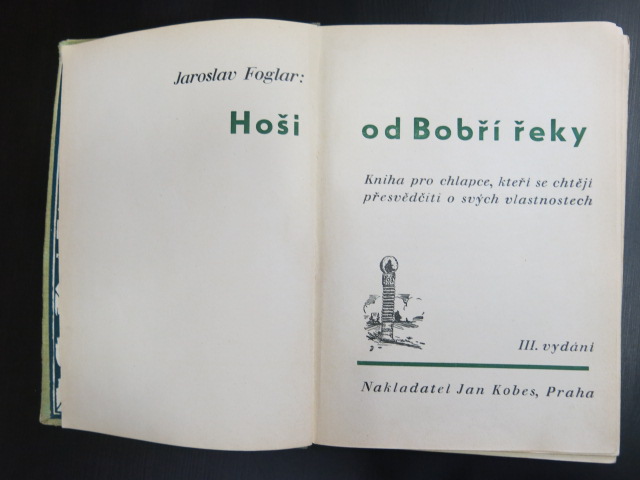 Jaroslav Foglar:
Hoši od Bobří řeky
Kniha pro chlapce, kteří se chtějí
přesvědčiti o svých vlastnostech
III. vydání
Nakladatel Jan Kobes, Praha